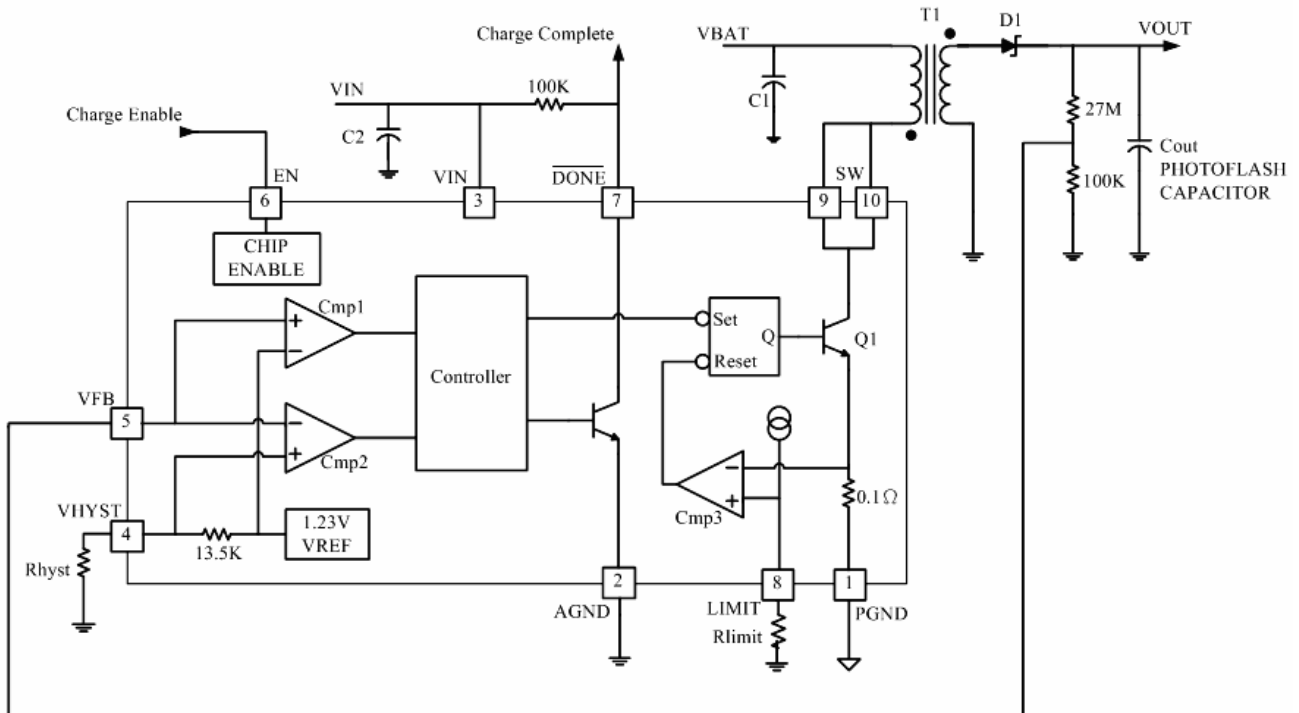 Charge Complete
VBAT
T1
D1
VOUT
VIN
100K
C1
27M
Charge Enable
C2
Cout
PHOTOFLASH
CAPACITOR
100K
EN
VIN
DONE
SW
6
3
7
9
10
CHIP
ENABLE
Cmp1
+
−
Set
Q
Q1
Reset
Controller
VFB
5
−
+
Cmp2
−
+
Cmp3
0.1Ω
VHYST
4
13.5K
1.23V
VREF
Rhyst
2
8
1
AGND
LIMIT
PGND
Rlimit